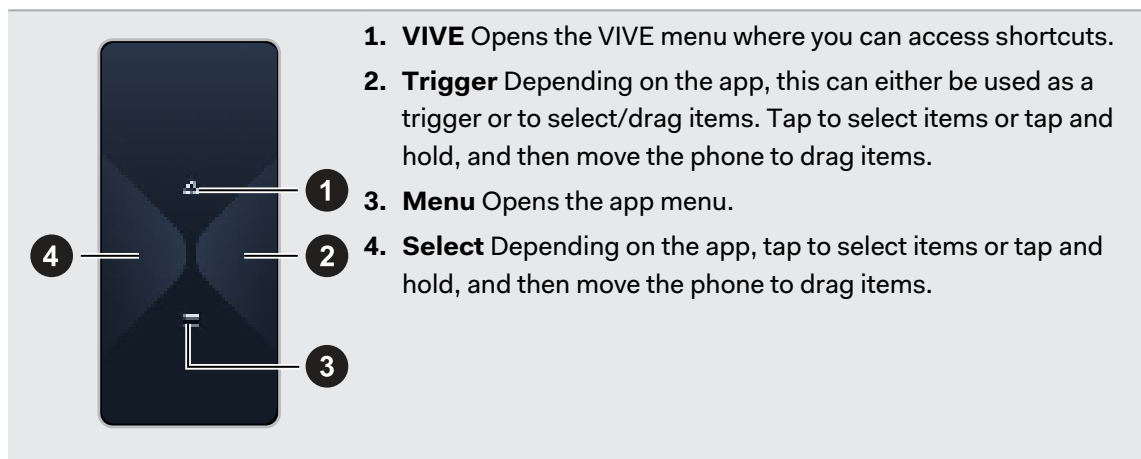 1. VIVE Opens the VIVE menu where you can access shortcuts.
2. Trigger Depending on the app, this can either be used as a
trigger or to select/drag items. Tap to select items or tap and
hold, and then move the phone to drag items.
3. Menu Opens the app menu.
4. Select Depending on the app, tap to select items or tap and
hold, and then move the phone to drag items.
1
4
2
3